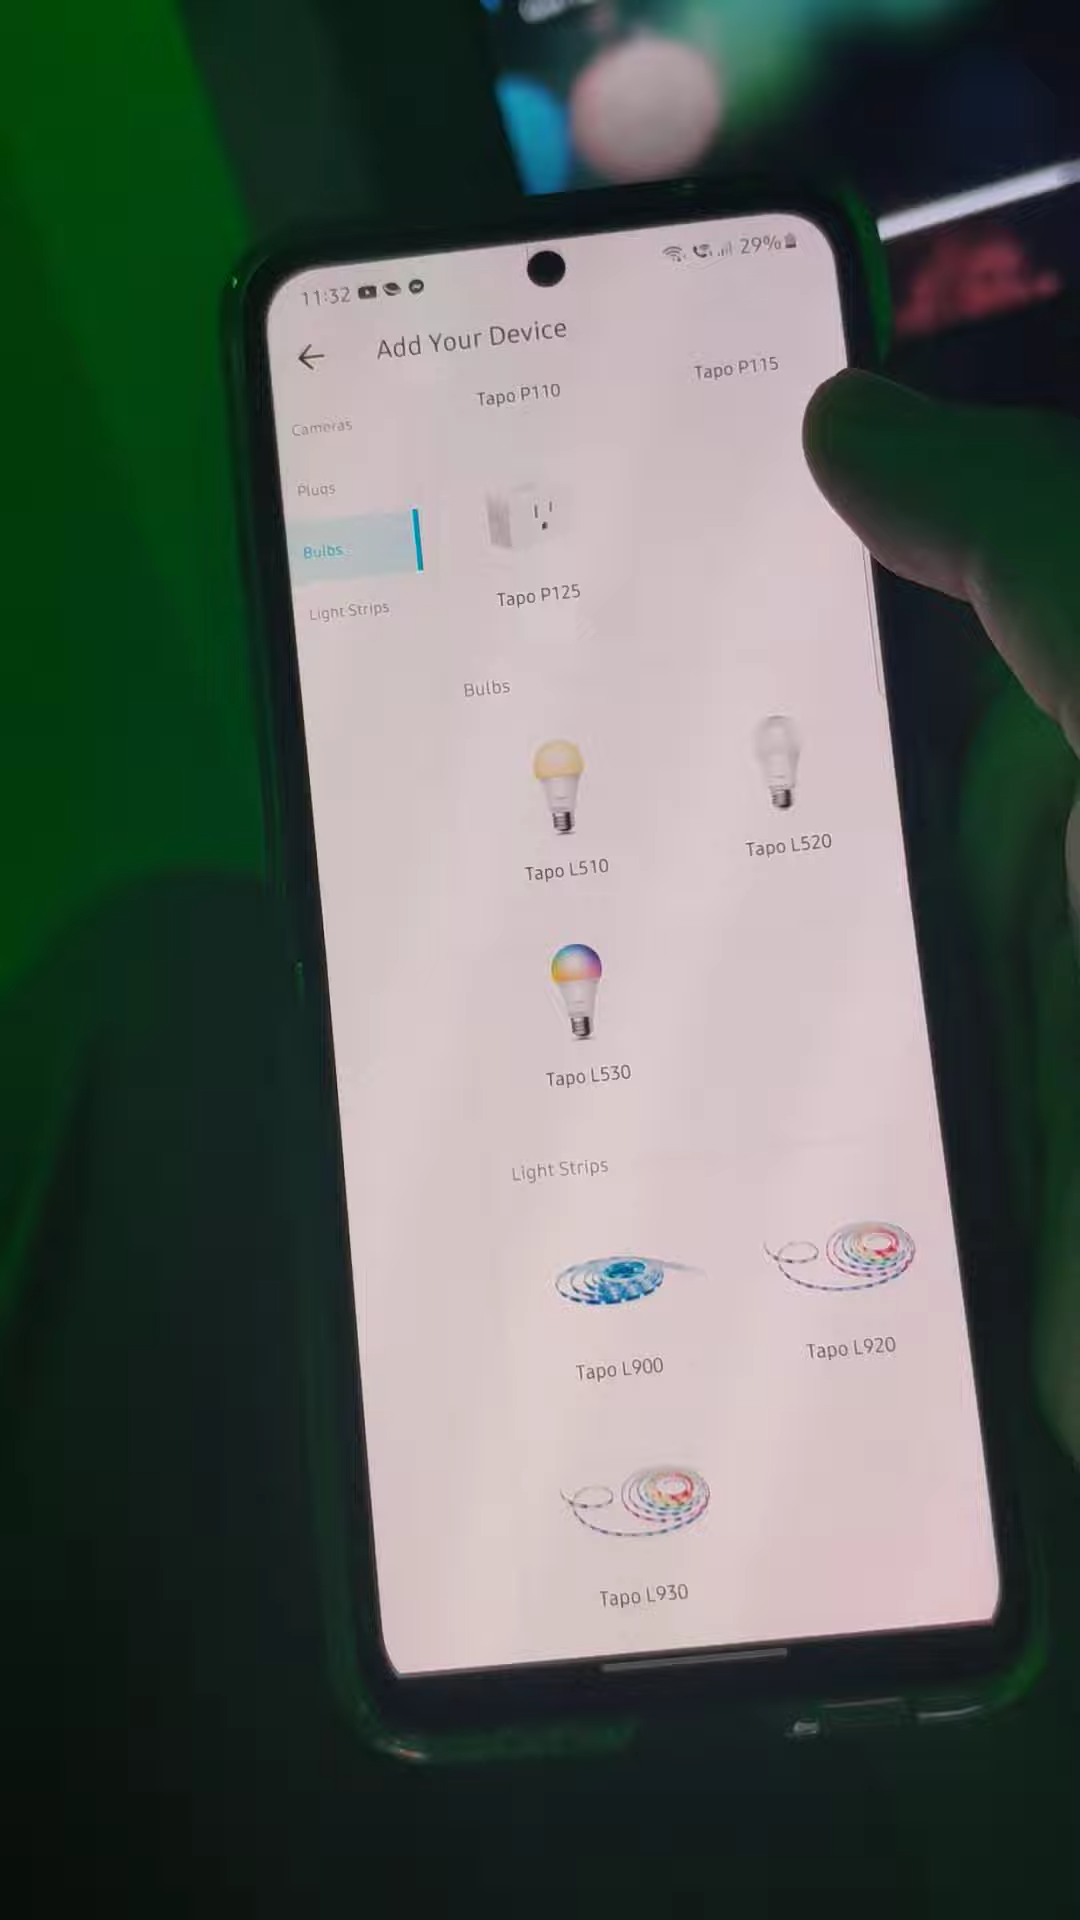 11:32
29%
Add Your Device
Cameras
Plugs
Bulbs
Light Strips
Tapo P110
Tapo P115
Tapo P125
Bulbs
Tapo L510
Tapo L520
Tapo L530
Light Strips
Tapo L900
Tapo L920
Tapo L930